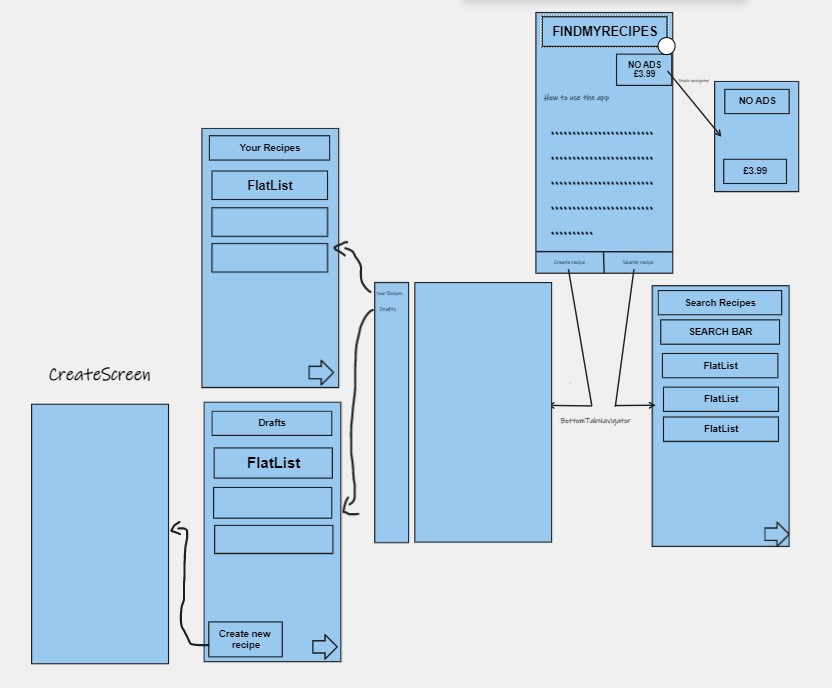 FINDMYRECIPES
NO ADS
£3.99
Stack navigator
How to use the app
NO ADS
£3.99
Create recipe
Search recipe
Your Recipes
FlatList
Your Recipes
Drafts
Search Recipes
SEARCH BAR
FlatList
FlatList
FlatList
BottomTabNavigator
CreateScreen
Drafts
FlatList
Create new
recipe